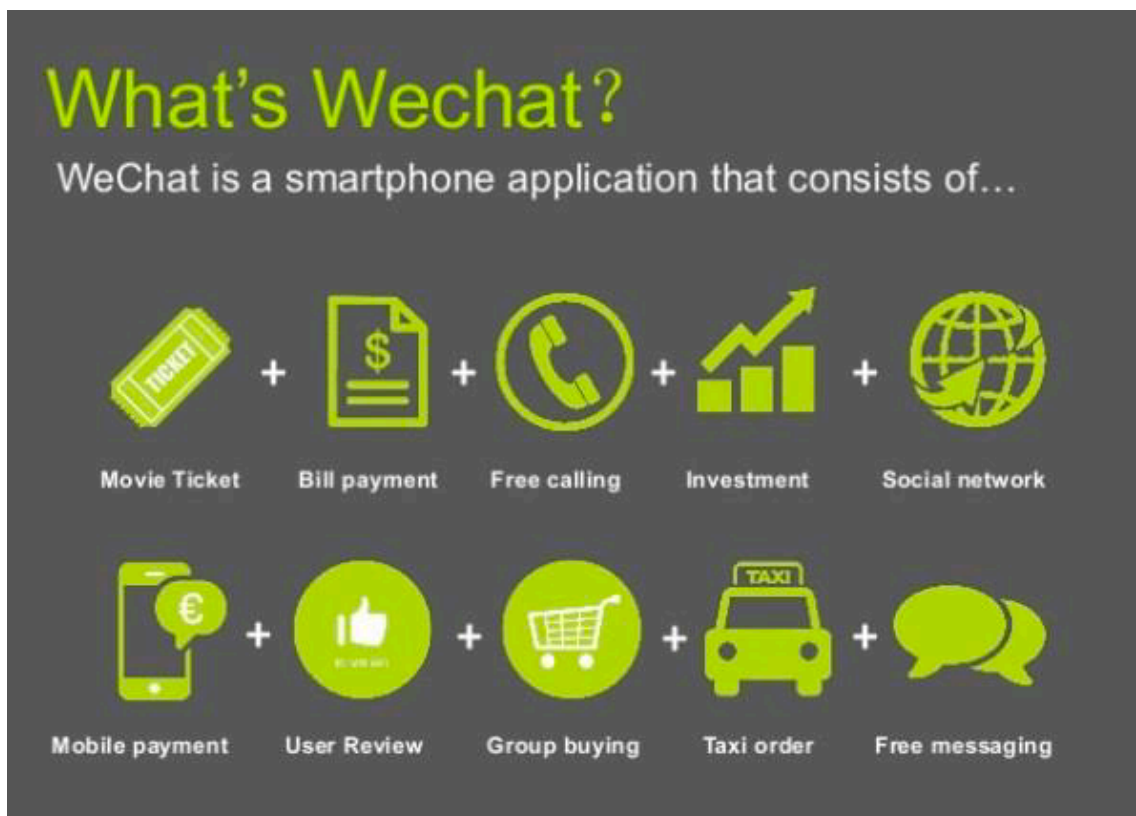 What's Wechat？
WeChat is a smartphone application that consists of...
TICKET + $ + + +
Movie Ticket Bill payment Free calling Investment Social network
€ + + + TAXI +
Mobile payment User Review Group buying Taxi order Free messaging